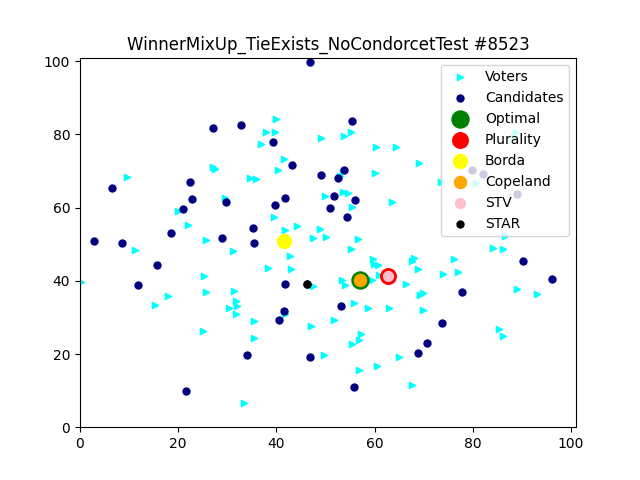 WinnerMixUp_TieExists_NoCondorcetTest #8523
100
80
60
40
20
0
0
20
40
60
80
100
Voters
Candidates
Optimal
Plurality
Borda
Copeland
STV
STAR